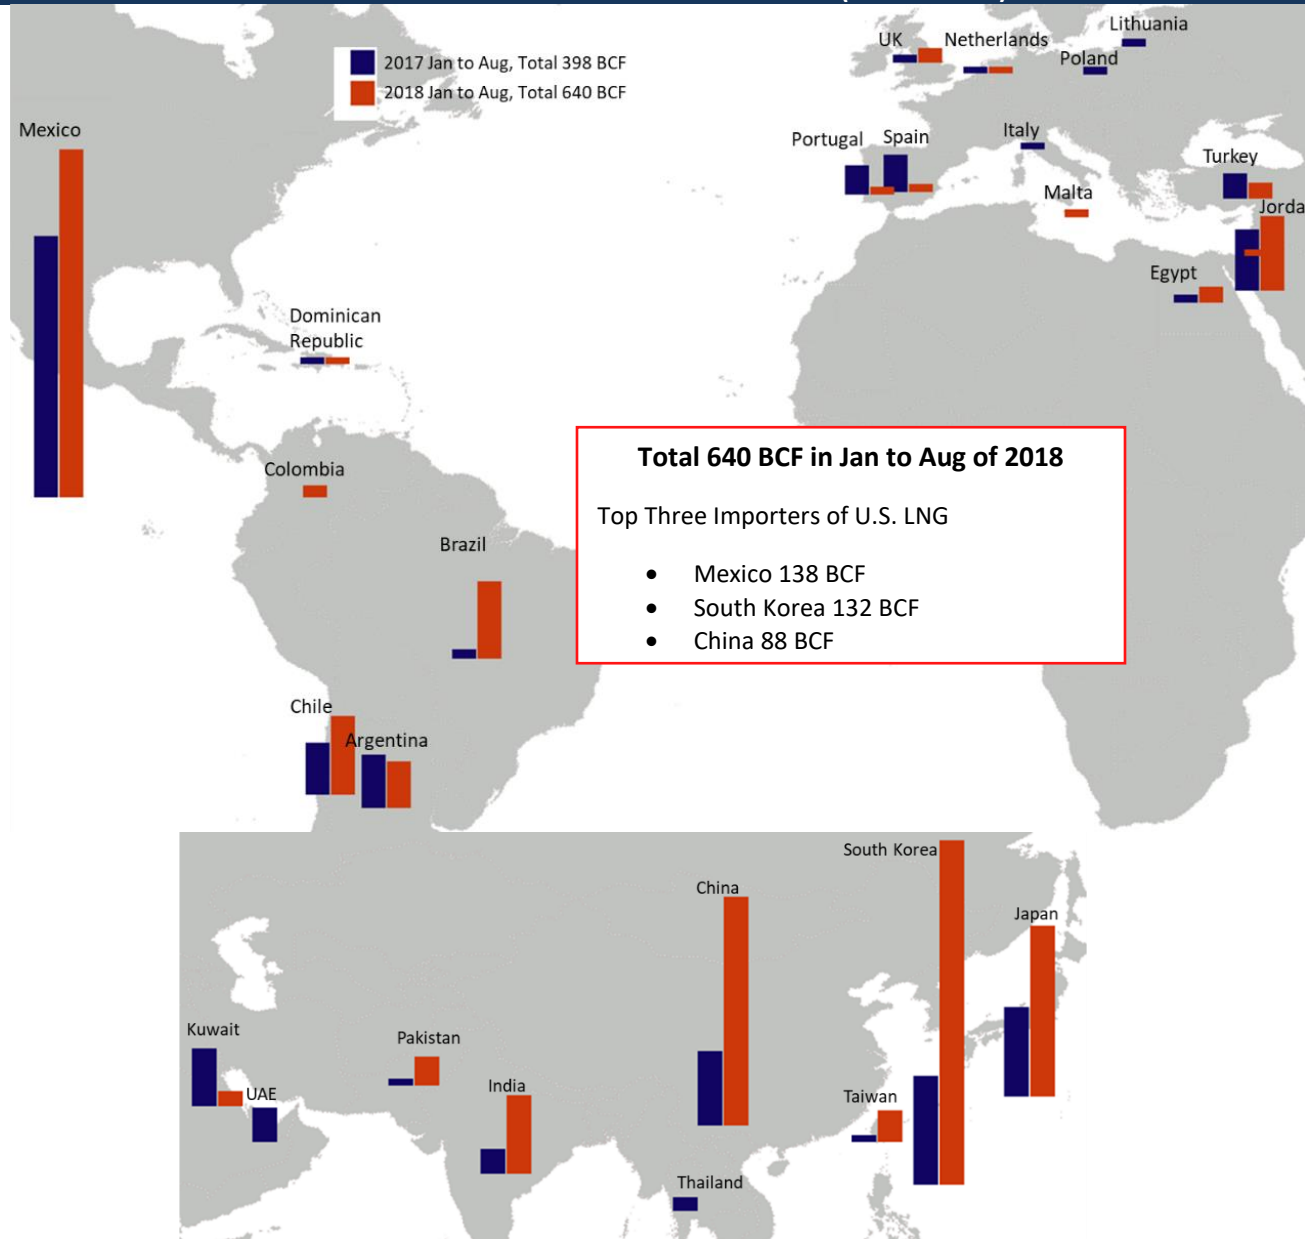 2017 Jan to Aug, Total 398 BCF
2018 Jan to Aug, Total 640 BCF
Mexico
UK
Netherlands
Lithuania
Poland
Portugal
Spain
Italy
Turkey
Malta
Jorda
Egypt
Dominican
Republic
Colombia
Brazil
Chile
Argentina
Total 640 BCF in Jan to Aug of 2018
Top Three Importers of U.S. LNG
• Mexico 138 BCF
• South Korea 132 BCF
• China 88 BCF
South Korea
China
Japan
Kuwait
Pakistan
UAE
India
Taiwan
Thailand